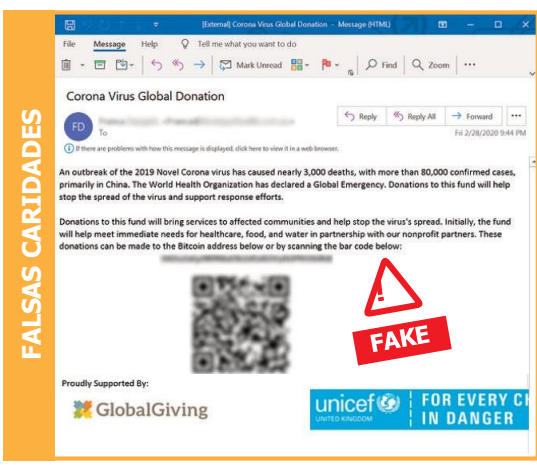 FALSAS CARIDADES
[External] Corona Virus Global Donation - Message (HTML)
File Message Help Tell me what you want to do
Mark Unread Find Zoom
Corona Virus Global Donation
Reply Reply All Forward
FD
To
Fri 2/28/2020 9:44 PM
If there are problems with how this message is displayed, click here to view it in a web browser.
An outbreak of the 2019 Novel Corona virus has caused nearly 3,000 deaths, with more than 80,000 confirmed cases,
primarily in China. The World Health Organization has declared a Global Emergency. Donations to this fund will help
stop the spread of the virus and support response efforts.
Donations to this fund will bring services to affected communities and help stop the virus's spread. Initially, the fund
will help meet immediate needs for healthcare, food, and water in partnership with our nonprofit partners. These
donations can be made to the Bitcoin address below or by scanning the bar code below:
!
FAKE
Proudly Supported By:
GlobalGiving
unicef
UNITED KINGDOM
FOR EVERY CH
IN DANGER